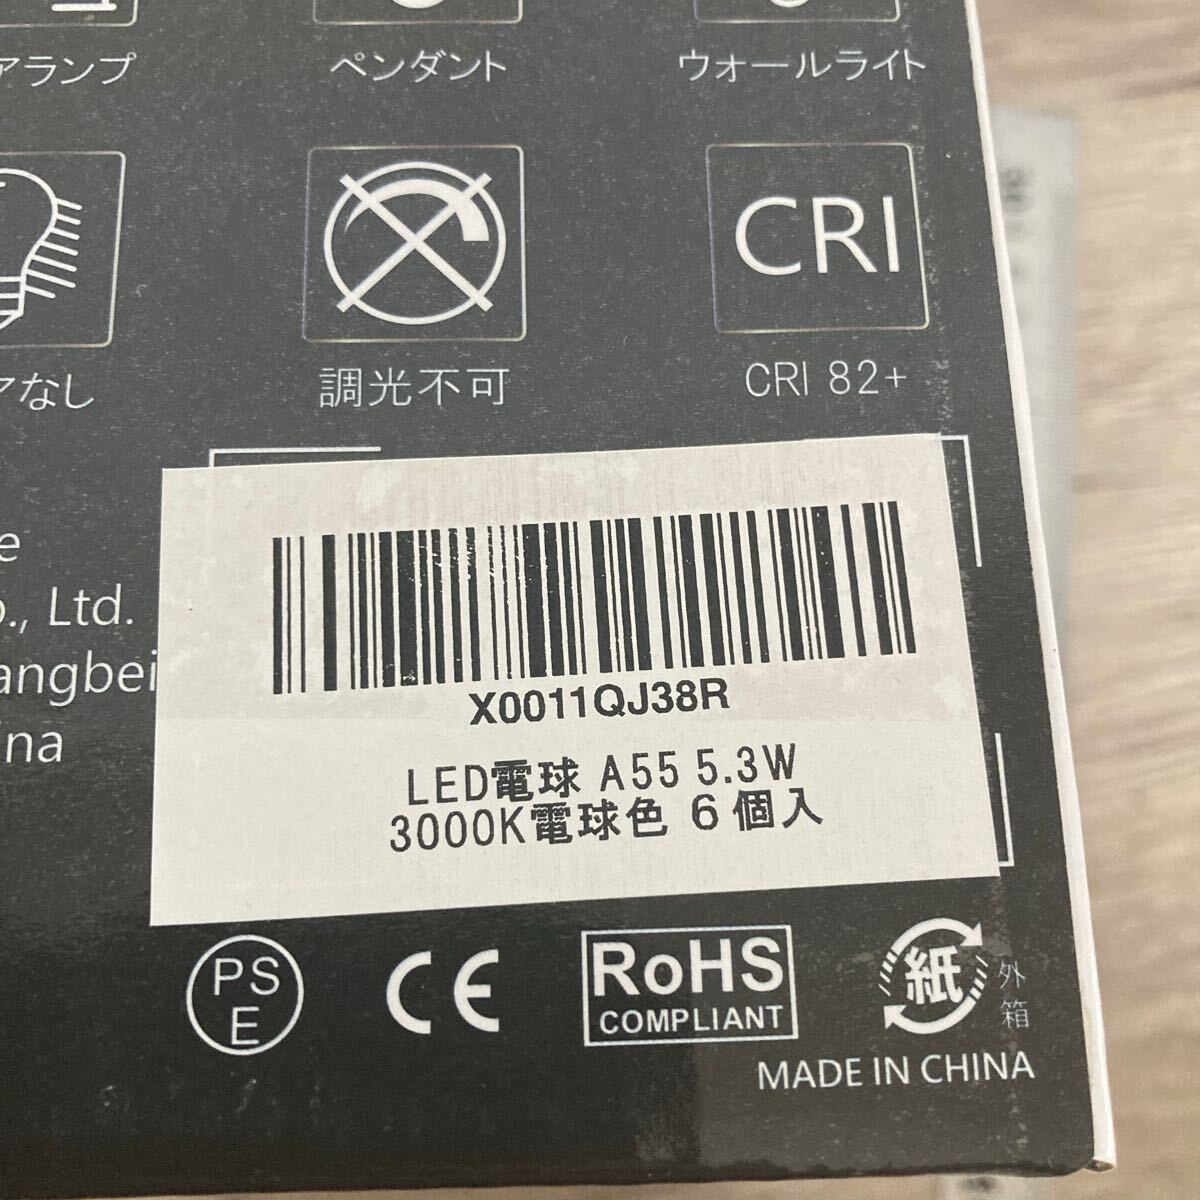 アランプ
ペンダント
ウォールライト
CRI
なし
調光不可
CRI 82+
Ltd.
angbei
ina
X0011QJ38R
LED電球 A55 5.3W
3000K電球色 6個入
PS
E
CE
RoHS
COMPLIANT
紙
外箱
MADE IN CHINA